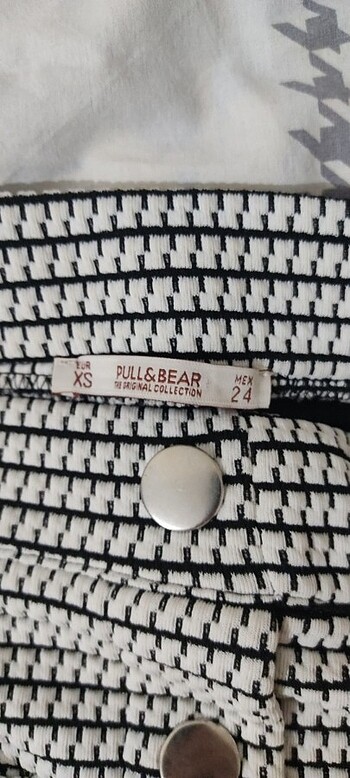 EUR
XS
PULL&BEAR
THE ORIGINAL COLLECTION
MEX
24